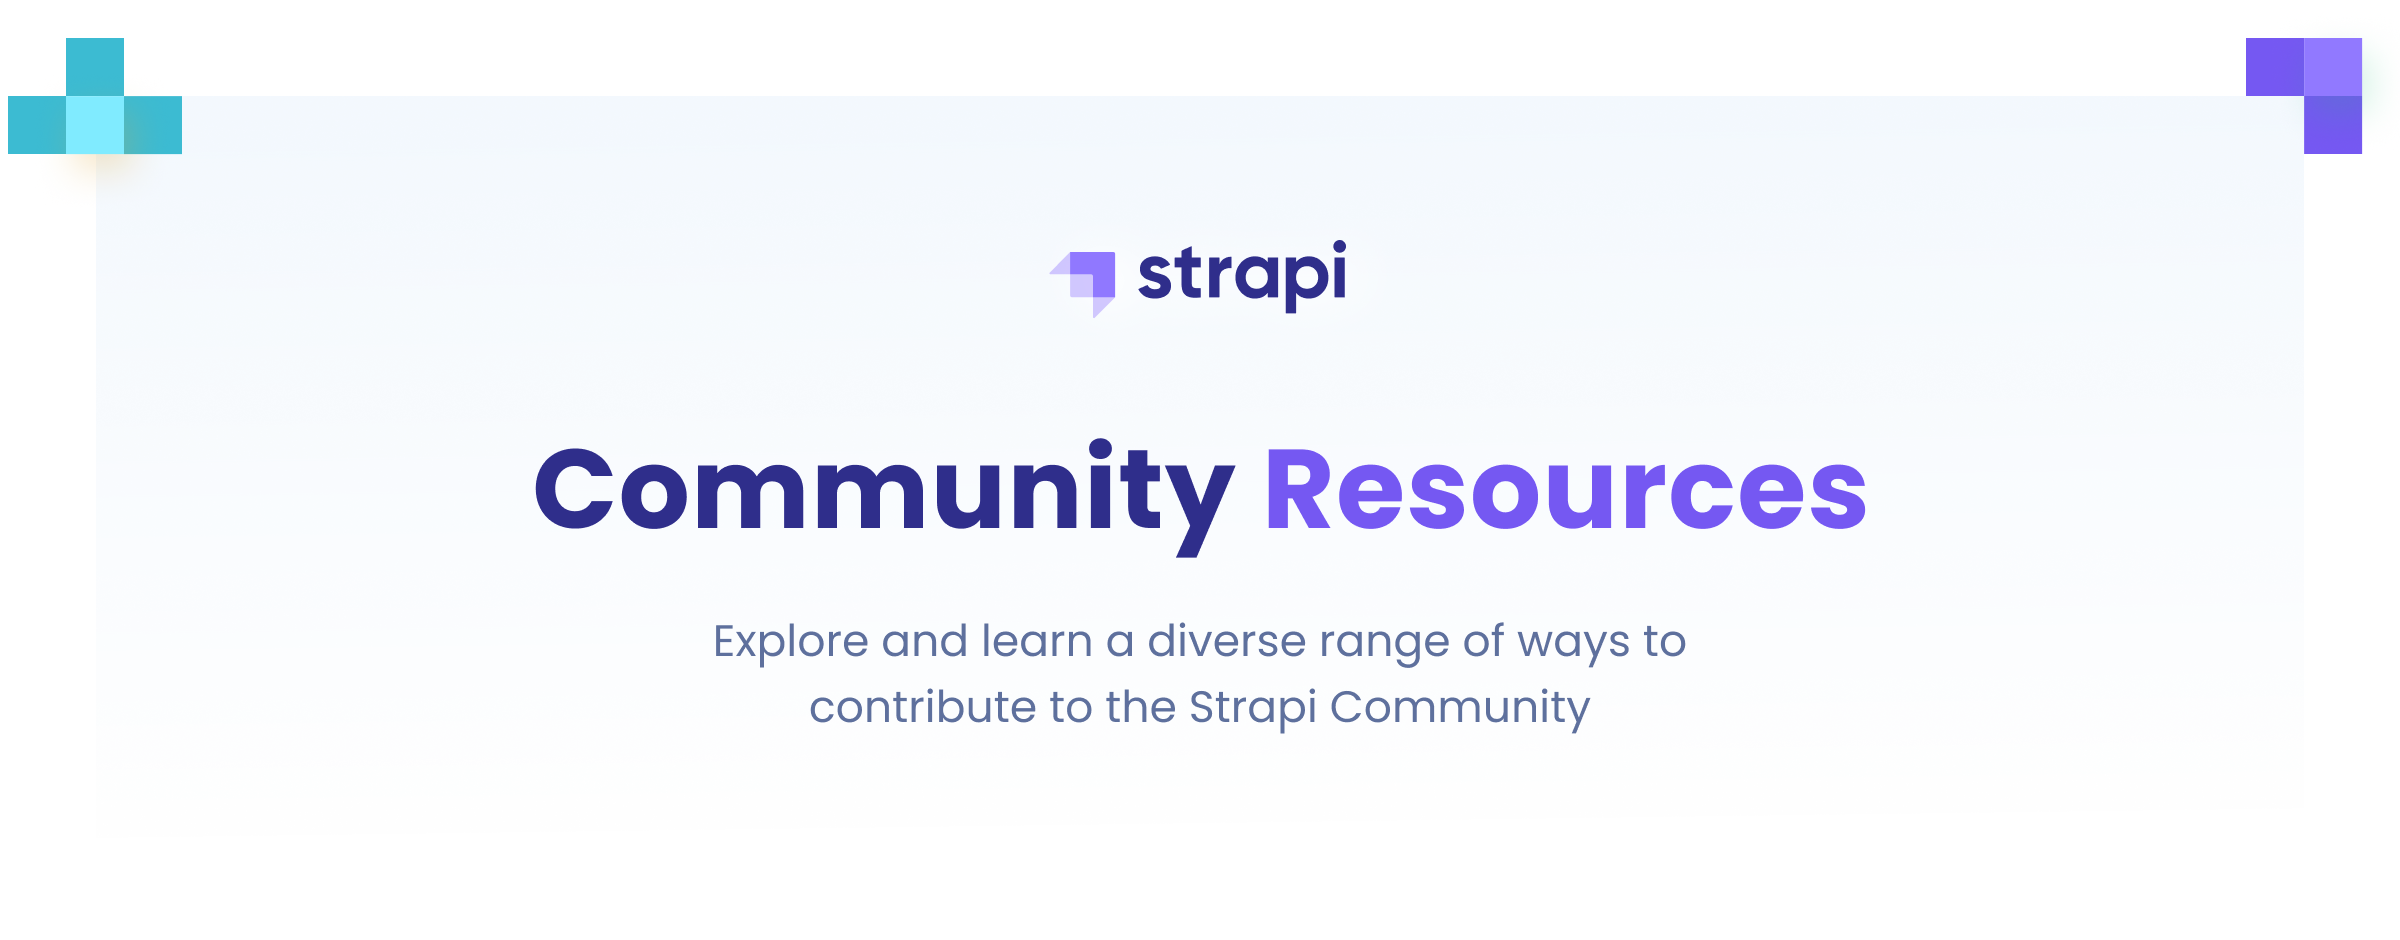 strapi
Community Resources
Explore and learn a diverse range of ways to
contribute to the Strapi Community